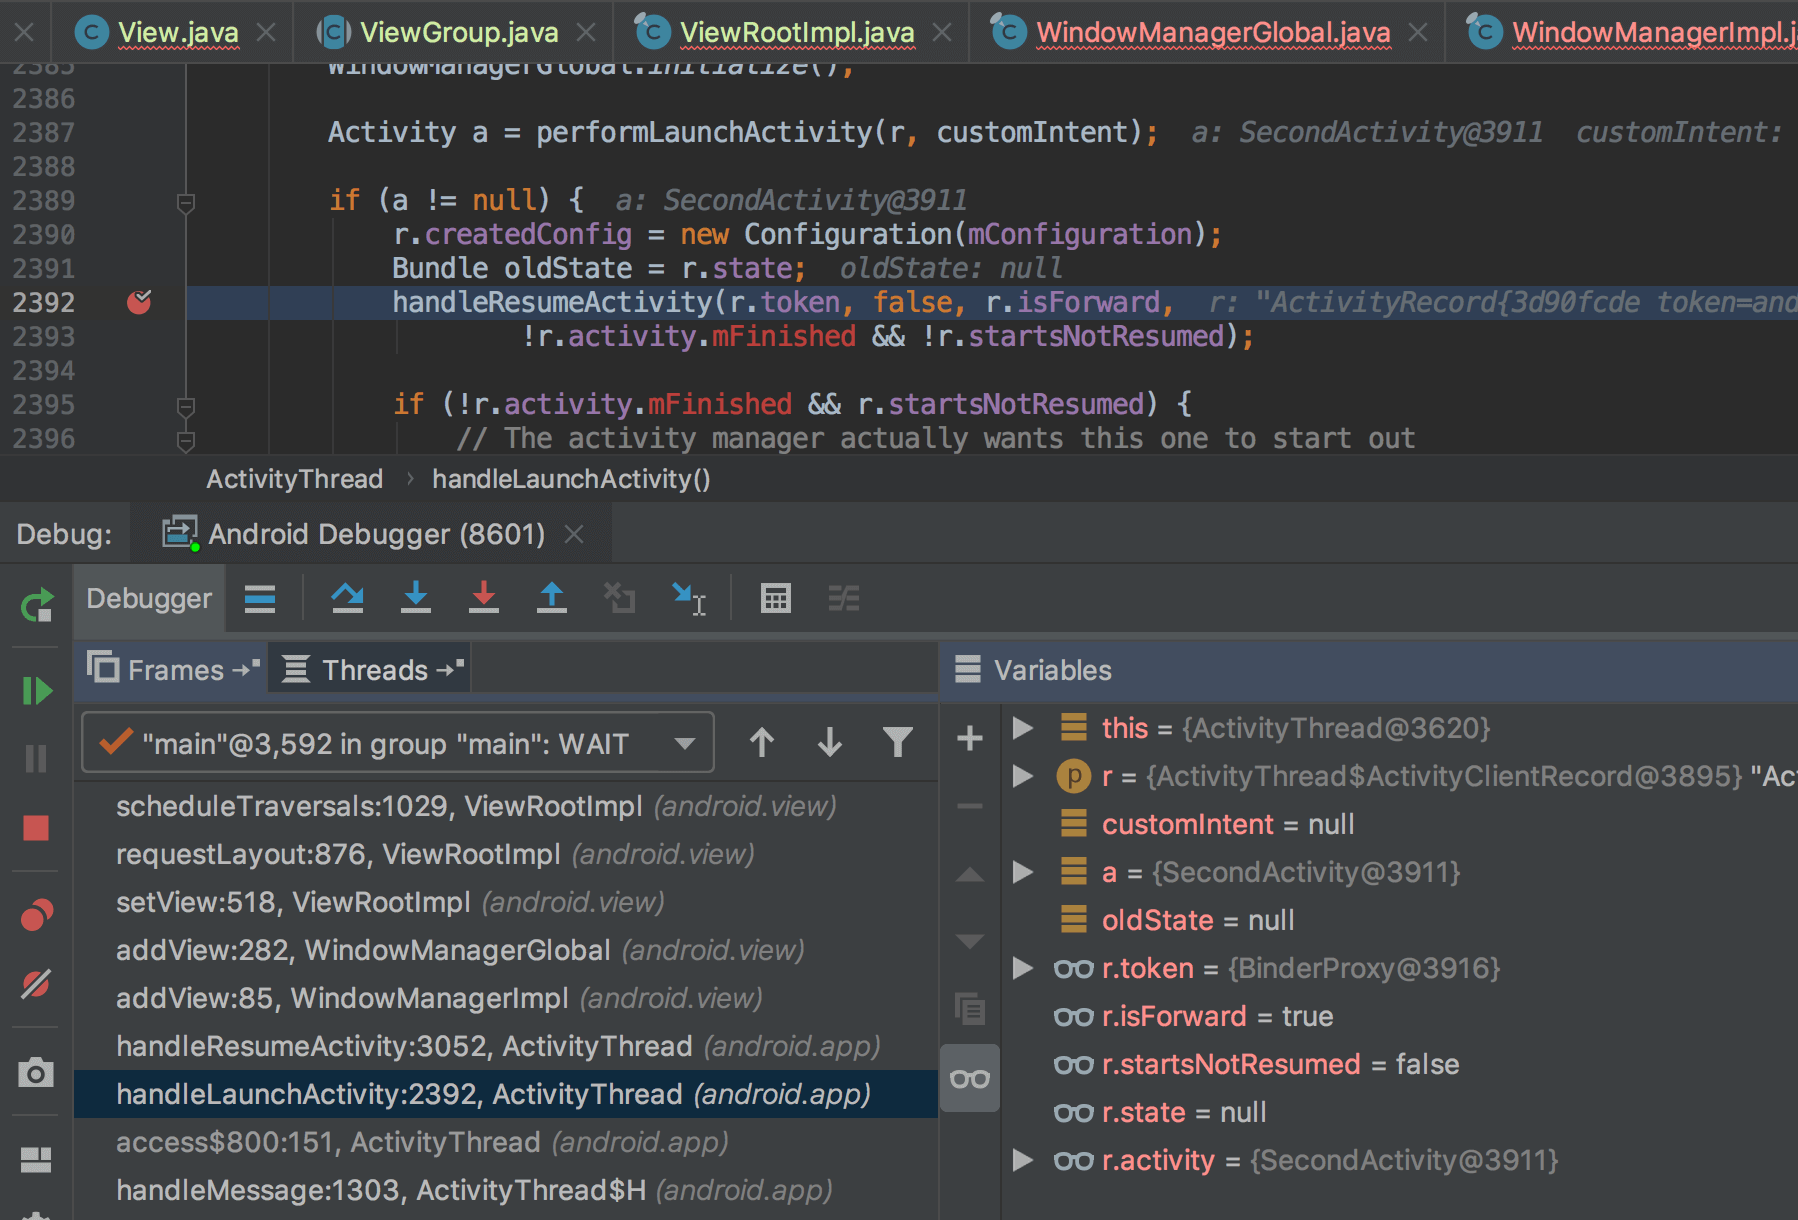 View.java ViewGroup.java ViewRootImpl.java WindowManagerGlobal.java WindowManagerImpl.j
2385 WindowManagerGlobal.initialize();
2386
2387 Activity a = performLaunchActivity(r, customIntent); a: SecondActivity@3911 customIntent:
2388
2389 if (a != null) { a: SecondActivity@3911
2390 r.createdConfig = new Configuration(mConfiguration);
2391 Bundle oldState = r.state; oldState: null
2392 handleResumeActivity(r.token, false, r.isForward, r: "ActivityRecord{3d90fcde token=and
2393 !r.activity.mFinished && !r.startsNotResumed);
2394
2395 if (!r.activity.mFinished && r.startsNotResumed) {
2396 // The activity manager actually wants this one to start out
ActivityThread › handleLaunchActivity()
Debug: Android Debugger (8601)
Debugger
Frames Threads
"main"@3,592 in group "main": WAIT
scheduleTraversals:1029, ViewRootImpl (android.view)
requestLayout:876, ViewRootImpl (android.view)
setView:518, ViewRootImpl (android.view)
addView:282, WindowManagerGlobal (android.view)
addView:85, WindowManagerImpl (android.view)
handleResumeActivity:3052, ActivityThread (android.app)
handleLaunchActivity:2392, ActivityThread (android.app)
access$800:151, ActivityThread (android.app)
handleMessage:1303, ActivityThread$H (android.app)
Variables
this = {ActivityThread@3620}
r = {ActivityThread$ActivityClientRecord@3895} "Ac
customIntent = null
a = {SecondActivity@3911}
oldState = null
r.token = {BinderProxy@3916}
r.isForward = true
r.startsNotResumed = false
r.state = null
r.activity = {SecondActivity@3911}